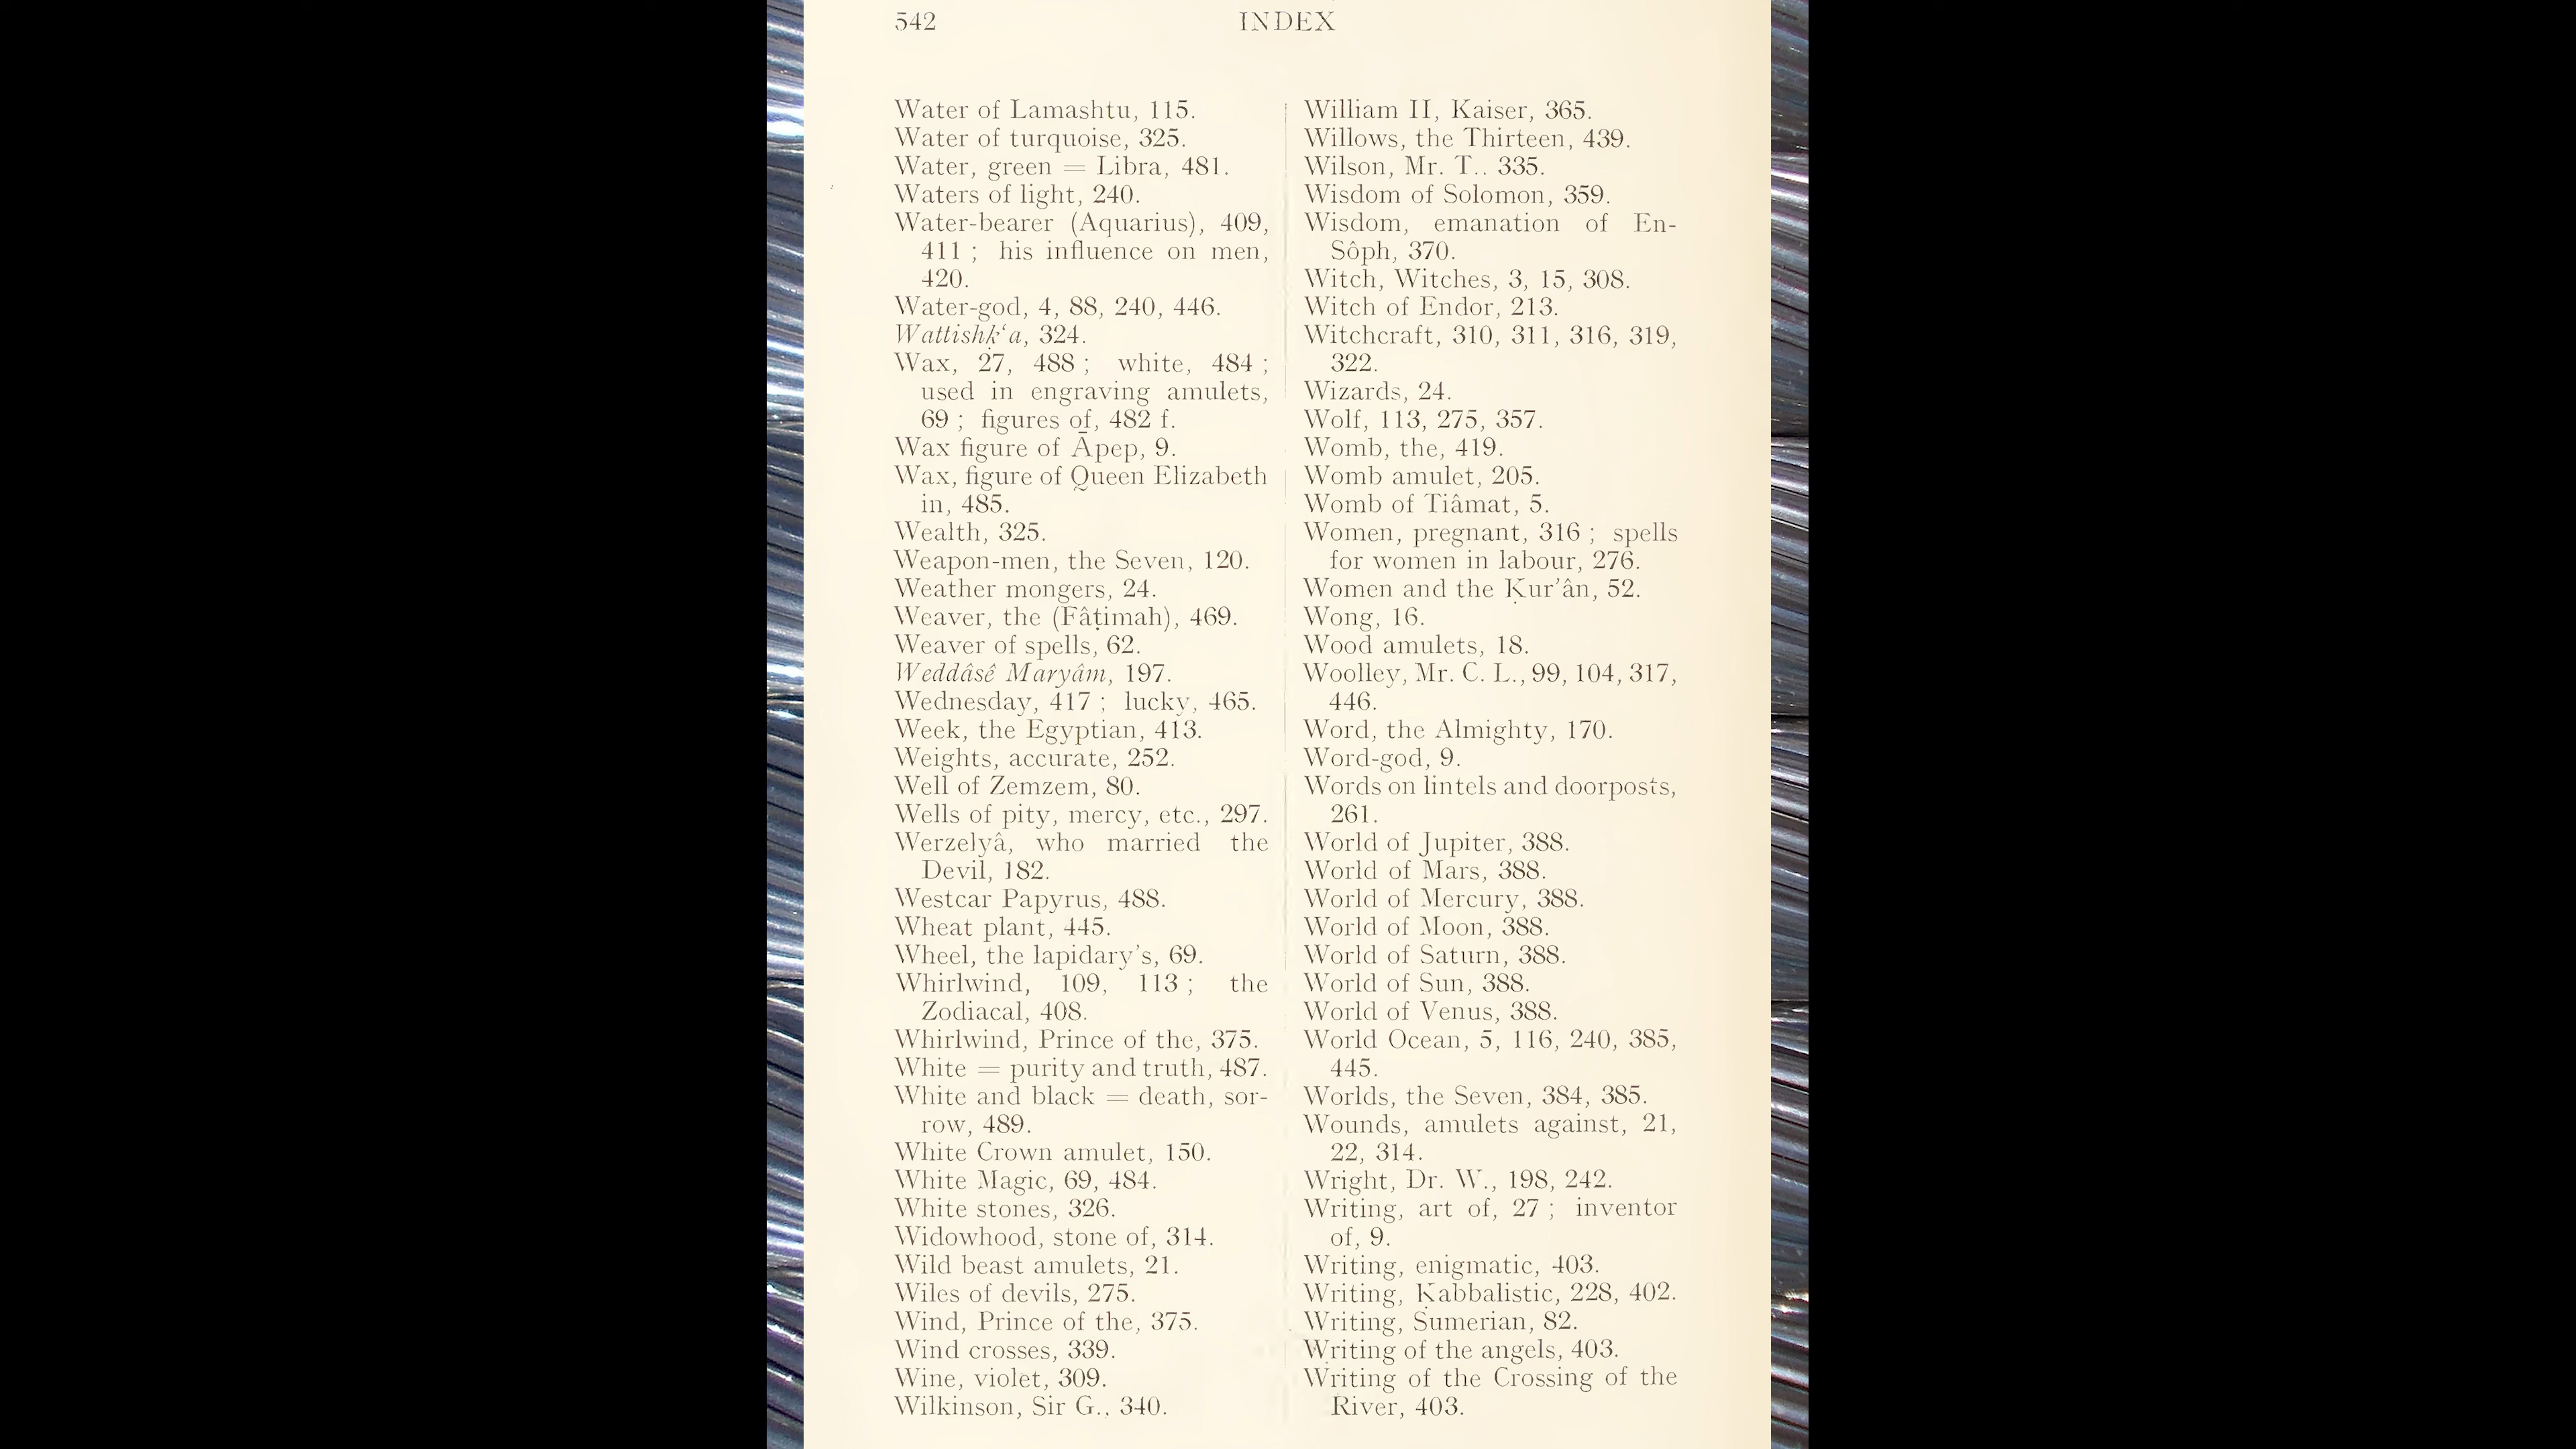 542
INDEX
Water of Lamashtu, 115.
Water of turquoise, 325.
Water, green = Libra, 481.
Waters of light, 240.
Water-bearer (Aquarius), 409,
411 ; his influence on men,
420.
Water-god, 4, 88, 240, 446.
Wattishḳ‘a, 324.
Wax, 27, 488 ; white, 484 ;
used in engraving amulets,
69 ; figures of, 482 f.
Wax figure of Āpep, 9.
Wax, figure of Queen Elizabeth
in, 485.
Wealth, 325.
Weapon-men, the Seven, 120.
Weather mongers, 24.
Weaver, the (Fâṭimah), 469.
Weaver of spells, 62.
Weddâsê Maryâm, 197.
Wednesday, 417 ; lucky, 465.
Week, the Egyptian, 413.
Weights, accurate, 252.
Well of Zemzem, 80.
Wells of pity, mercy, etc., 297.
Werzelyâ, who married the
Devil, 182.
Westcar Papyrus, 488.
Wheat plant, 445.
Wheel, the lapidary's, 69.
Whirlwind, 109, 113 ; the
Zodiacal, 408.
Whirlwind, Prince of the, 375.
White = purity and truth, 487.
White and black = death, sor-
row, 489.
White Crown amulet, 150.
White Magic, 69, 484.
White stones, 326.
Widowhood, stone of, 314.
Wild beast amulets, 21.
Wiles of devils, 275.
Wind, Prince of the, 375.
Wind crosses, 339.
Wine, violet, 309.
Wilkinson, Sir G., 340.
William II, Kaiser, 365.
Willows, the Thirteen, 439.
Wilson, Mr. T., 335.
Wisdom of Solomon, 359.
Wisdom, emanation of En-
Sôph, 370.
Witch, Witches, 3, 15, 308.
Witch of Endor, 213.
Witchcraft, 310, 311, 316, 319,
322.
Wizards, 24.
Wolf, 113, 275, 357.
Womb, the, 419.
Womb amulet, 205.
Womb of Tiâmat, 5.
Women, pregnant, 316 ; spells
for women in labour, 276.
Women and the Ḳur’ân, 52.
Wong, 16.
Wood amulets, 18.
Woolley, Mr. C. L., 99, 104, 317,
446.
Word, the Almighty, 170.
Word-god, 9.
Words on lintels and doorposts,
261.
World of Jupiter, 388.
World of Mars, 388.
World of Mercury, 388.
World of Moon, 388.
World of Saturn, 388.
World of Sun, 388.
World of Venus, 388.
World Ocean, 5, 116, 240, 385,
445.
Worlds, the Seven, 384, 385.
Wounds, amulets against, 21,
22, 314.
Wright, Dr. W., 198, 242.
Writing, art of, 27 ; inventor
of, 9.
Writing, enigmatic, 403.
Writing, Ḳabbalistic, 228, 402.
Writing, Sumerian, 82.
Writing of the angels, 403.
Writing of the Crossing of the
River, 403.